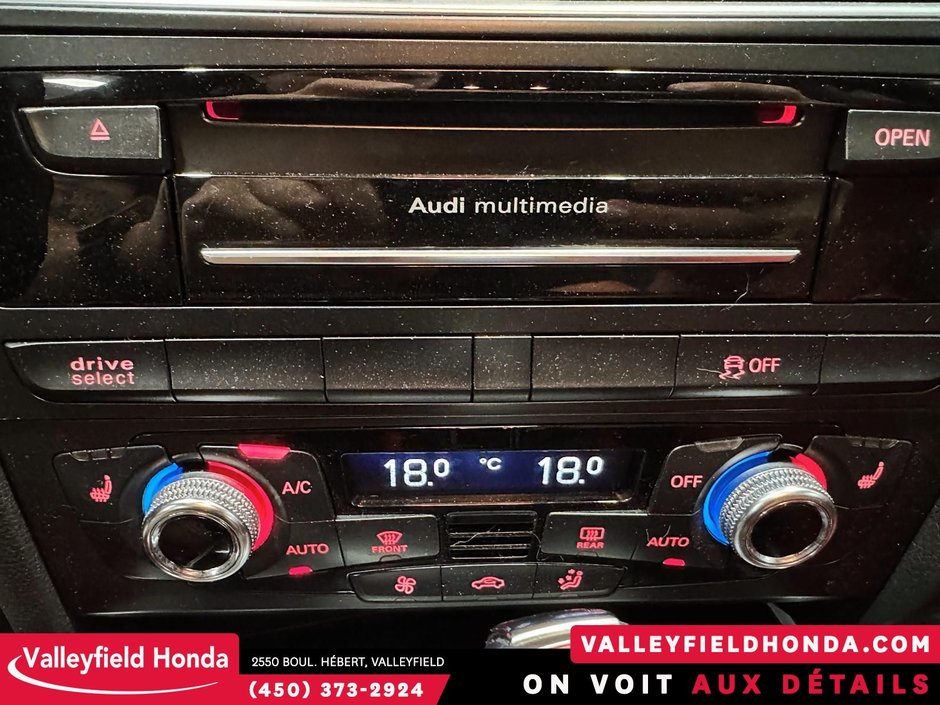 OPEN
Audi multimedia
drive
select
OFF
18.0 °C 18.0
A/C
OFF
AUTO
FRONT
REAR
AUTO
Valleyfield Honda
2550 BOUL. HÉBERT, VALLEYFIELD
(450) 373-2924
VALLEYFIELDHONDA.COM
ON VOIT AUX DÉTAILS